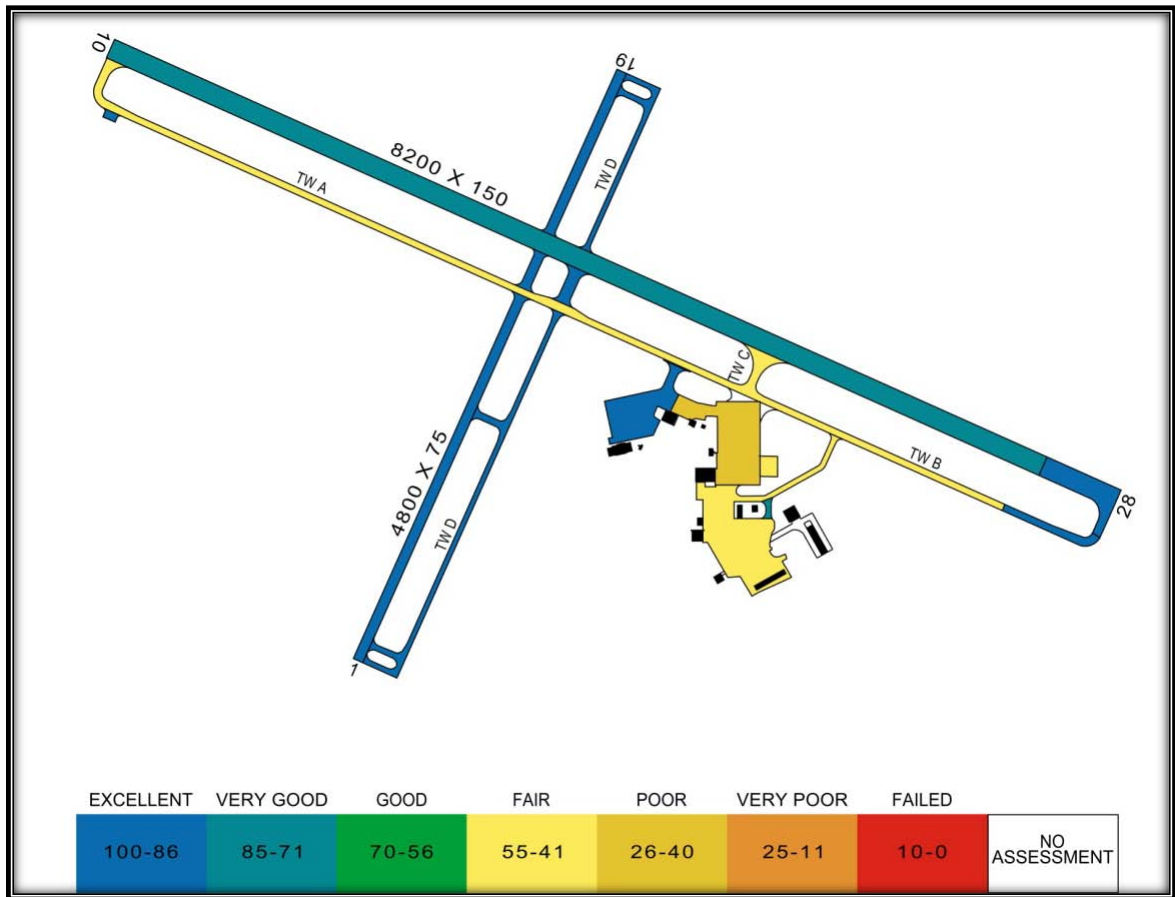 10
19
8200 X 150
TW D
TW A
TW C
TW B
28
4800 X 75
TW D
1
EXCELLENT VERY GOOD GOOD FAIR POOR VERY POOR FAILED
100-86 85-71 70-56 55-41 26-40 25-11 10-0 NO
ASSESSMENT